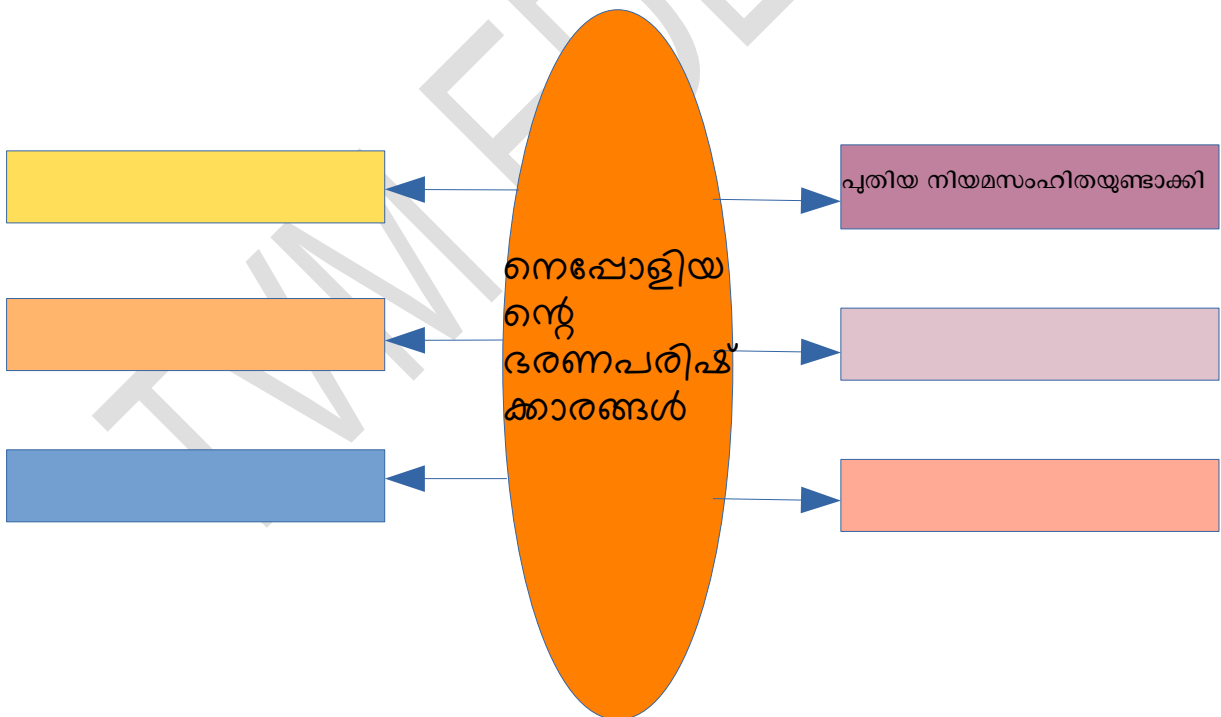 പുതിയ നിയമസംഹിതയുണ്ടാക്കി
നെപ്പോളിയ
ന്റെ
ഭരണപരിഷ്
ക്കാരങ്ങൾ